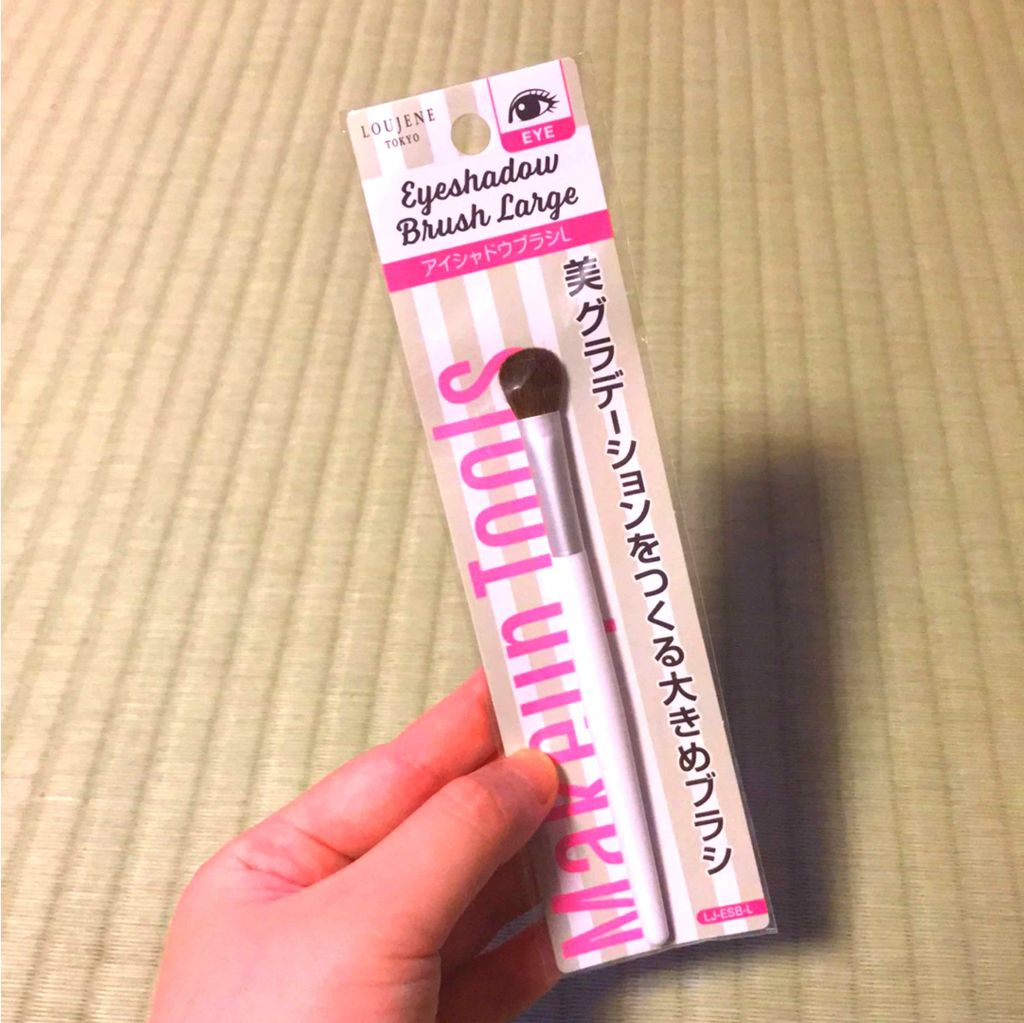 LOUJENE
TOKYO
EYE
Eyeshadow
Brush Large
アイシャドウブラシL
美グラデーションをつくる大きめブラシ
Makeup Tools
LJ-ESB-L